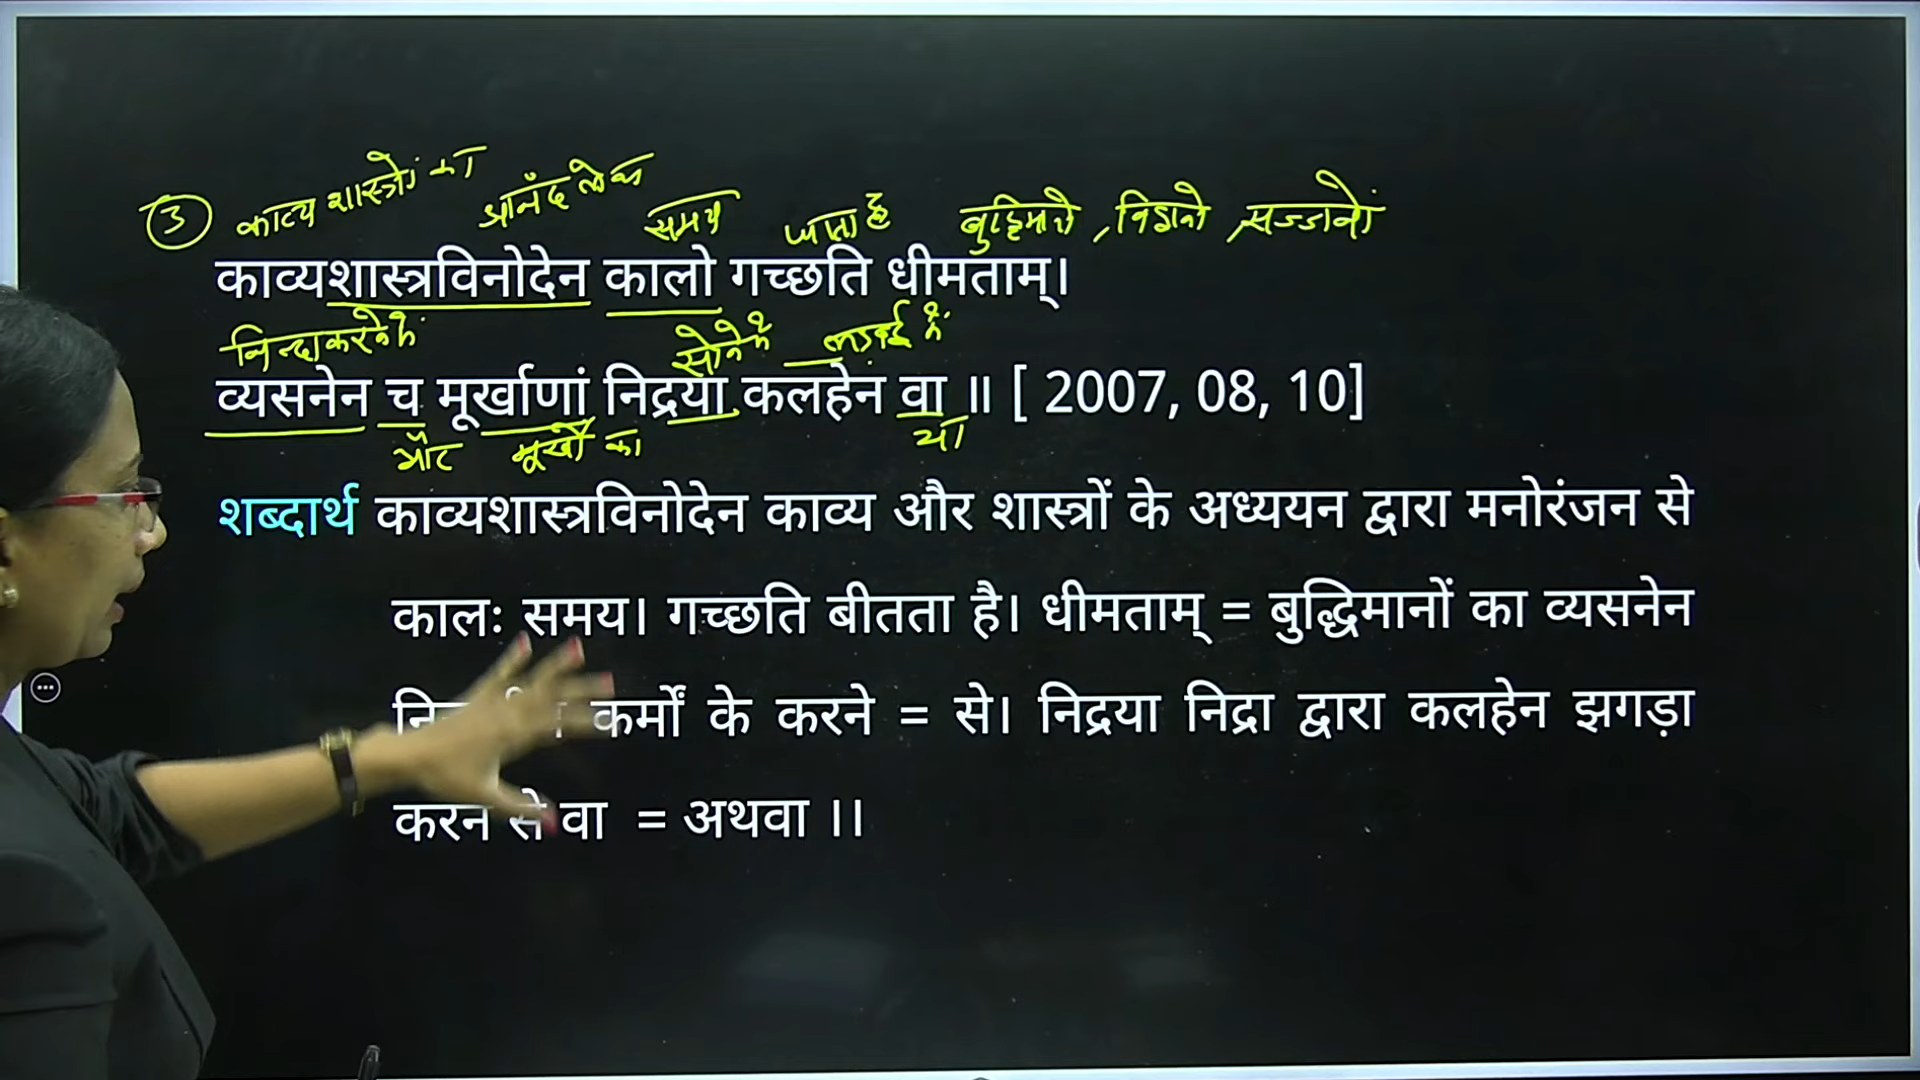 ③ काव्य शास्त्रों का आनंद लेकर समय जाता है बुद्धिमानो, विद्वानो, सज्जनों
काव्यशास्त्रविनोदेन कालो गच्छति धीमताम्।
निन्दा करने में सोने में लड़ाई में
व्यसनेन च मूर्खाणां निद्रया कलहेन वा ॥ [ 2007, 08, 10]
और मूर्खों का या
शब्दार्थ काव्यशास्त्रविनोदेन काव्य और शास्त्रों के अध्ययन द्वारा मनोरंजन से
कालः समय। गच्छति बीतता है। धीमताम् = बुद्धिमानों का व्यसनेन
कर्मों के करने = से। निद्रया निद्रा द्वारा कलहेन झगड़ा
करने से वा = अथवा ।।